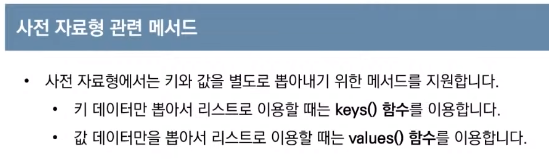 사전 자료형 관련 메서드
• 사전 자료형에서는 키와 값을 별도로 뽑아내기 위한 메서드를 지원합니다.
• 키 데이터만 뽑아서 리스트로 이용할 때는 keys() 함수를 이용합니다.
• 값 데이터만을 뽑아서 리스트로 이용할 때는 values() 함수를 이용합니다.